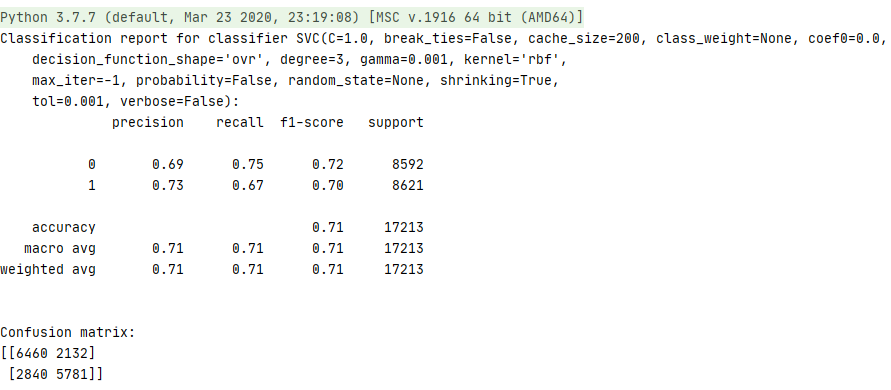 Python 3.7.7 (default, Mar 23 2020, 23:19:08) [MSC v.1916 64 bit (AMD64)]
Classification report for classifier SVC(C=1.0, break_ties=False, cache_size=200, class_weight=None, coef0=0.0,
    decision_function_shape='ovr', degree=3, gamma=0.001, kernel='rbf',
    max_iter=-1, probability=False, random_state=None, shrinking=True,
    tol=0.001, verbose=False):
              precision    recall  f1-score   support
           0       0.69      0.75      0.72      8592
           1       0.73      0.67      0.70      8621
    accuracy                           0.71     17213
   macro avg       0.71      0.71      0.71     17213
weighted avg       0.71      0.71      0.71     17213
Confusion matrix:
[[6460 2132]
 [2840 5781]]